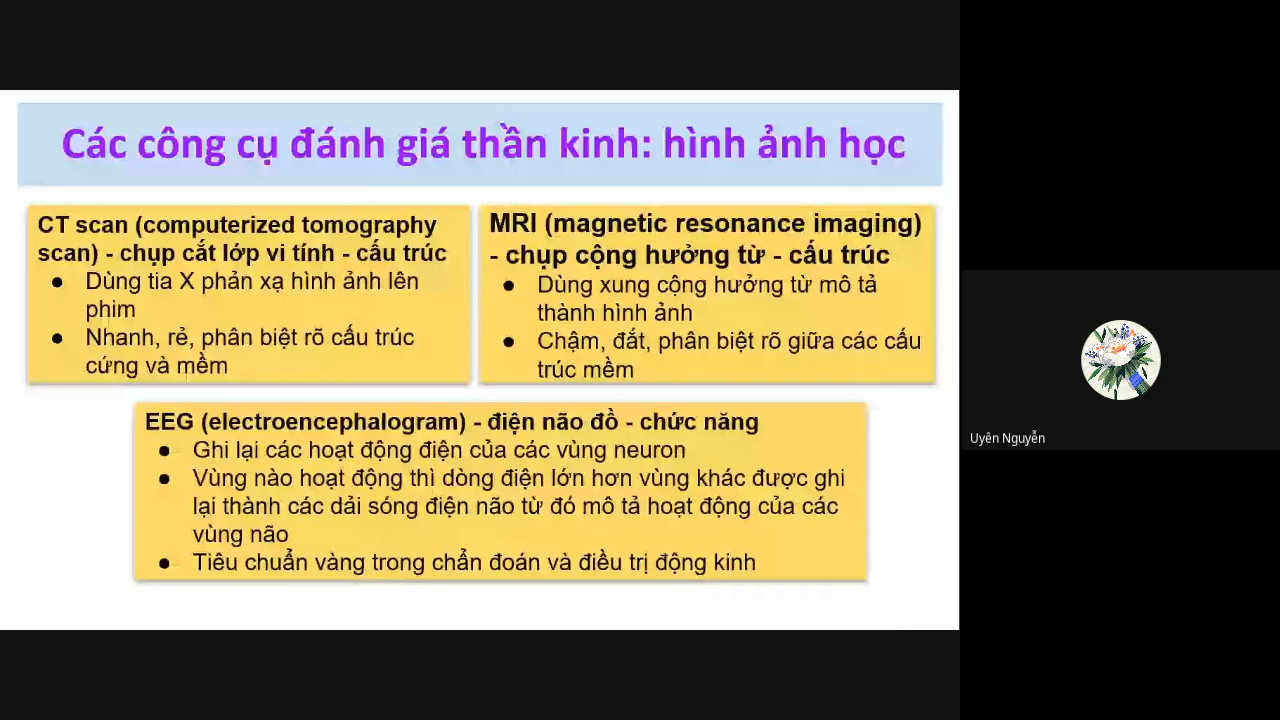 Các công cụ đánh giá thần kinh: hình ảnh học
CT scan (computerized tomography
scan) - chụp cắt lớp vi tính - cấu trúc
● Dùng tia X phản xạ hình ảnh lên
phim
● Nhanh, rẻ, phân biệt rõ cấu trúc
cứng và mềm
MRI (magnetic resonance imaging)
- chụp cộng hưởng từ - cấu trúc
● Dùng xung cộng hưởng từ mô tả
thành hình ảnh
● Chậm, đắt, phân biệt rõ giữa các cấu
trúc mềm
EEG (electroencephalogram) - điện não đồ - chức năng
● Ghi lại các hoạt động điện của các vùng neuron
● Vùng nào hoạt động thì dòng điện lớn hơn vùng khác được ghi
lại thành các dải sóng điện não từ đó mô tả hoạt động của các
vùng não
● Tiêu chuẩn vàng trong chẩn đoán và điều trị động kinh
Uyên Nguyễn